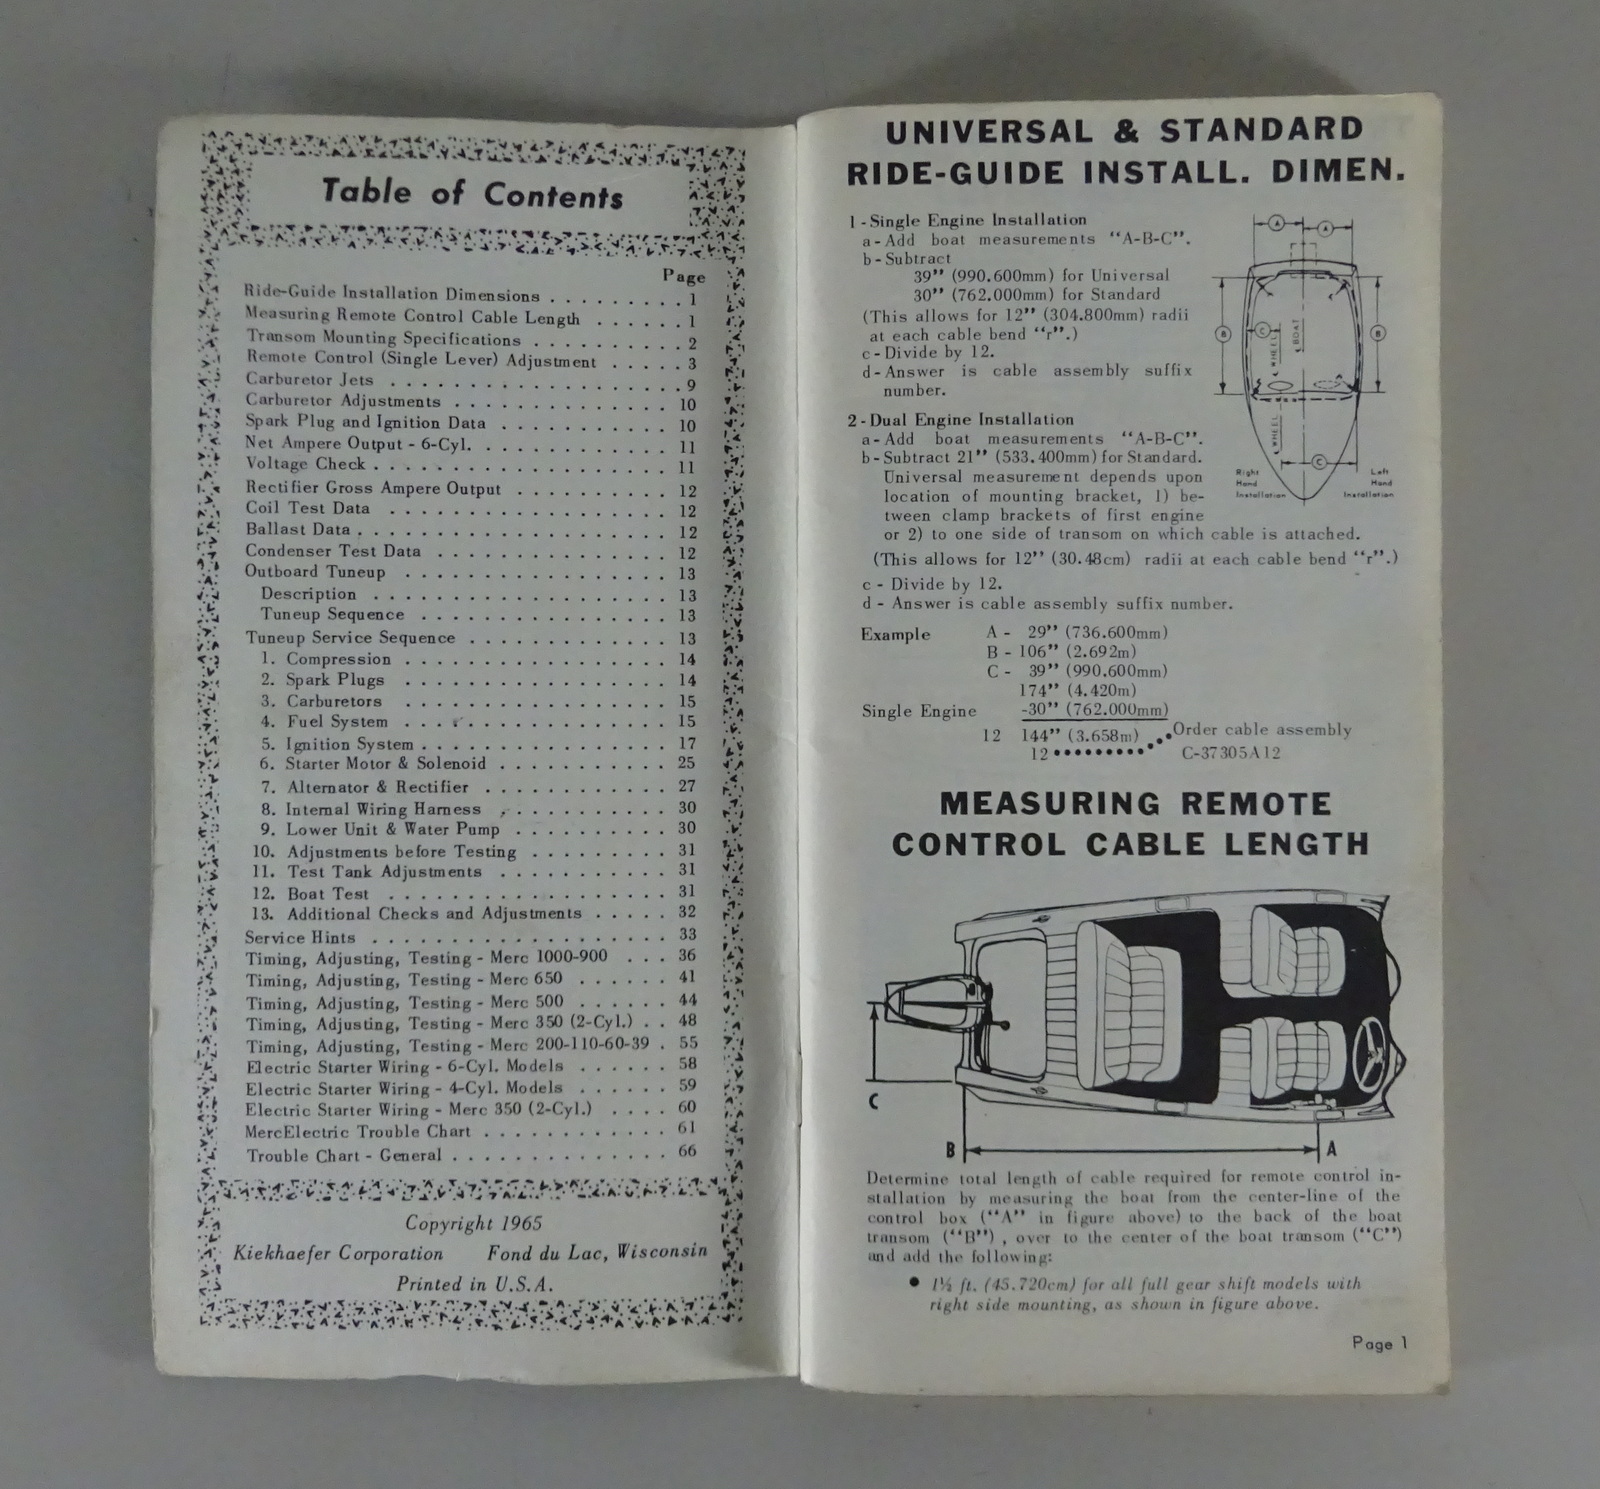 Table of Contents
Page
Ride-Guide Installation Dimensions . . . . . . . . . 1
Measuring Remote Control Cable Length . . . . . . 1
Transom Mounting Specifications . . . . . . . . . . 2
Remote Control (Single Lever) Adjustment . . . . . 3
Carburetor Jets . . . . . . . . . . . . . . . . . . 9
Carburetor Adjustments . . . . . . . . . . . . . . 10
Spark Plug and Ignition Data . . . . . . . . . . . 10
Net Ampere Output - 6-Cyl. . . . . . . . . . . . . 11
Voltage Check . . . . . . . . . . . . . . . . . . . 11
Rectifier Gross Ampere Output . . . . . . . . . . 12
Coil Test Data . . . . . . . . . . . . . . . . . . 12
Ballast Data . . . . . . . . . . . . . . . . . . . 12
Condenser Test Data . . . . . . . . . . . . . . . 12
Outboard Tuneup . . . . . . . . . . . . . . . . . 13
Description . . . . . . . . . . . . . . . . . . 13
Tuneup Sequence . . . . . . . . . . . . . . . . 13
Tuneup Service Sequence . . . . . . . . . . . . . 13
1. Compression . . . . . . . . . . . . . . . . . 14
2. Spark Plugs . . . . . . . . . . . . . . . . . 14
3. Carburetors . . . . . . . . . . . . . . . . . 15
4. Fuel System . . . . . . . . . . . . . . . . . 15
5. Ignition System . . . . . . . . . . . . . . . 17
6. Starter Motor & Solenoid . . . . . . . . . . . 25
7. Alternator & Rectifier . . . . . . . . . . . . 27
8. Internal Wiring Harness . . . . . . . . . . . 30
9. Lower Unit & Water Pump . . . . . . . . . . 30
10. Adjustments before Testing . . . . . . . . . 31
11. Test Tank Adjustments . . . . . . . . . . . 31
12. Boat Test . . . . . . . . . . . . . . . . . . 31
13. Additional Checks and Adjustments . . . . . 32
Service Hints . . . . . . . . . . . . . . . . . . . 33
Timing, Adjusting, Testing - Merc 1000-900 . . . 36
Timing, Adjusting, Testing - Merc 650 . . . . . . 41
Timing, Adjusting, Testing - Merc 500 . . . . . . 44
Timing, Adjusting, Testing - Merc 350 (2-Cyl.) . . 48
Timing, Adjusting, Testing - Merc 200-110-60-39 . 55
Electric Starter Wiring - 6-Cyl. Models . . . . . . 58
Electric Starter Wiring - 4-Cyl. Models . . . . . . 59
Electric Starter Wiring - Merc 350 (2-Cyl.) . . . . 60
MercElectric Trouble Chart . . . . . . . . . . . . 61
Trouble Chart - General . . . . . . . . . . . . . . 66
Copyright 1965
Kiekhaefer Corporation Fond du Lac, Wisconsin
Printed in U.S.A.
UNIVERSAL & STANDARD
RIDE-GUIDE INSTALL. DIMEN.
1 - Single Engine Installation
a - Add boat measurements "A-B-C".
b - Subtract
39" (990.600mm) for Universal
30" (762.000mm) for Standard
(This allows for 12" (304.800mm) radii
at each cable bend "r".)
c - Divide by 12.
d - Answer is cable assembly suffix
number.
A A
B B
C
WHEEL
BOAT
WHEEL
C
Right Hand Installation
Left Hand Installation
2 - Dual Engine Installation
a - Add boat measurements "A-B-C".
b - Subtract 21" (533.400mm) for Standard.
Universal measurement depends upon
location of mounting bracket, 1) be-
tween clamp brackets of first engine
or 2) to one side of transom on which cable is attached.
(This allows for 12" (30.48cm) radii at each cable bend "r".)
c - Divide by 12.
d - Answer is cable assembly suffix number.
Example A - 29" (736.600mm)
B - 106" (2.692m)
C - 39" (990.600mm)
174" (4.420m)
Single Engine -30" (762.000mm)
12 144" (3.658m) Order cable assembly
12 C-37305A12
MEASURING REMOTE
CONTROL CABLE LENGTH
C
B A
Determine total length of cable required for remote control in-
stallation by measuring the boat from the center-line of the
control box ("A" in figure above) to the back of the boat
transom ("B") , over to the center of the boat transom ("C")
and add the following:
● 1½ ft. (45.720cm) for all full gear shift models with
right side mounting, as shown in figure above.
Page 1